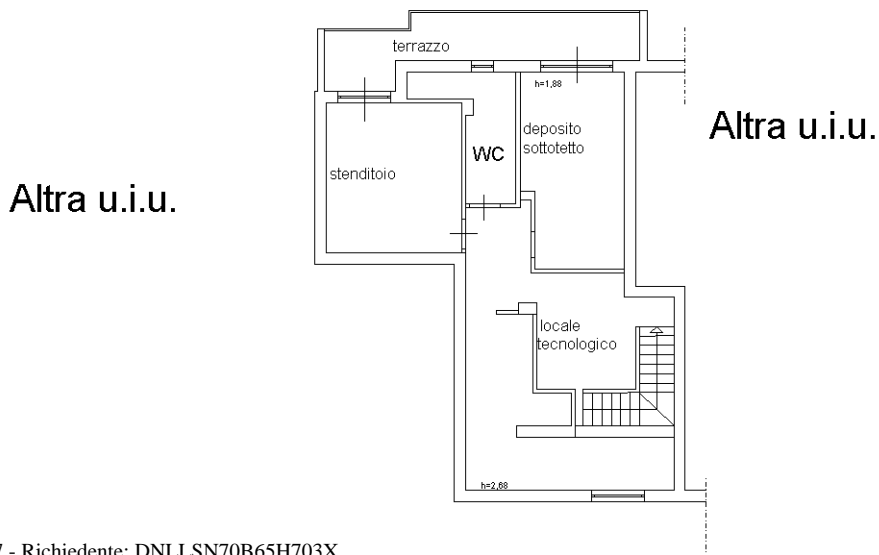 terrazzo
h=1,88
Altra u.i.u.
deposito
sottotetto
WC
stenditoio
Altra u.i.u.
locale
tecnologico
h=2,68
- Richiedente: DNLLSN70B65H703X